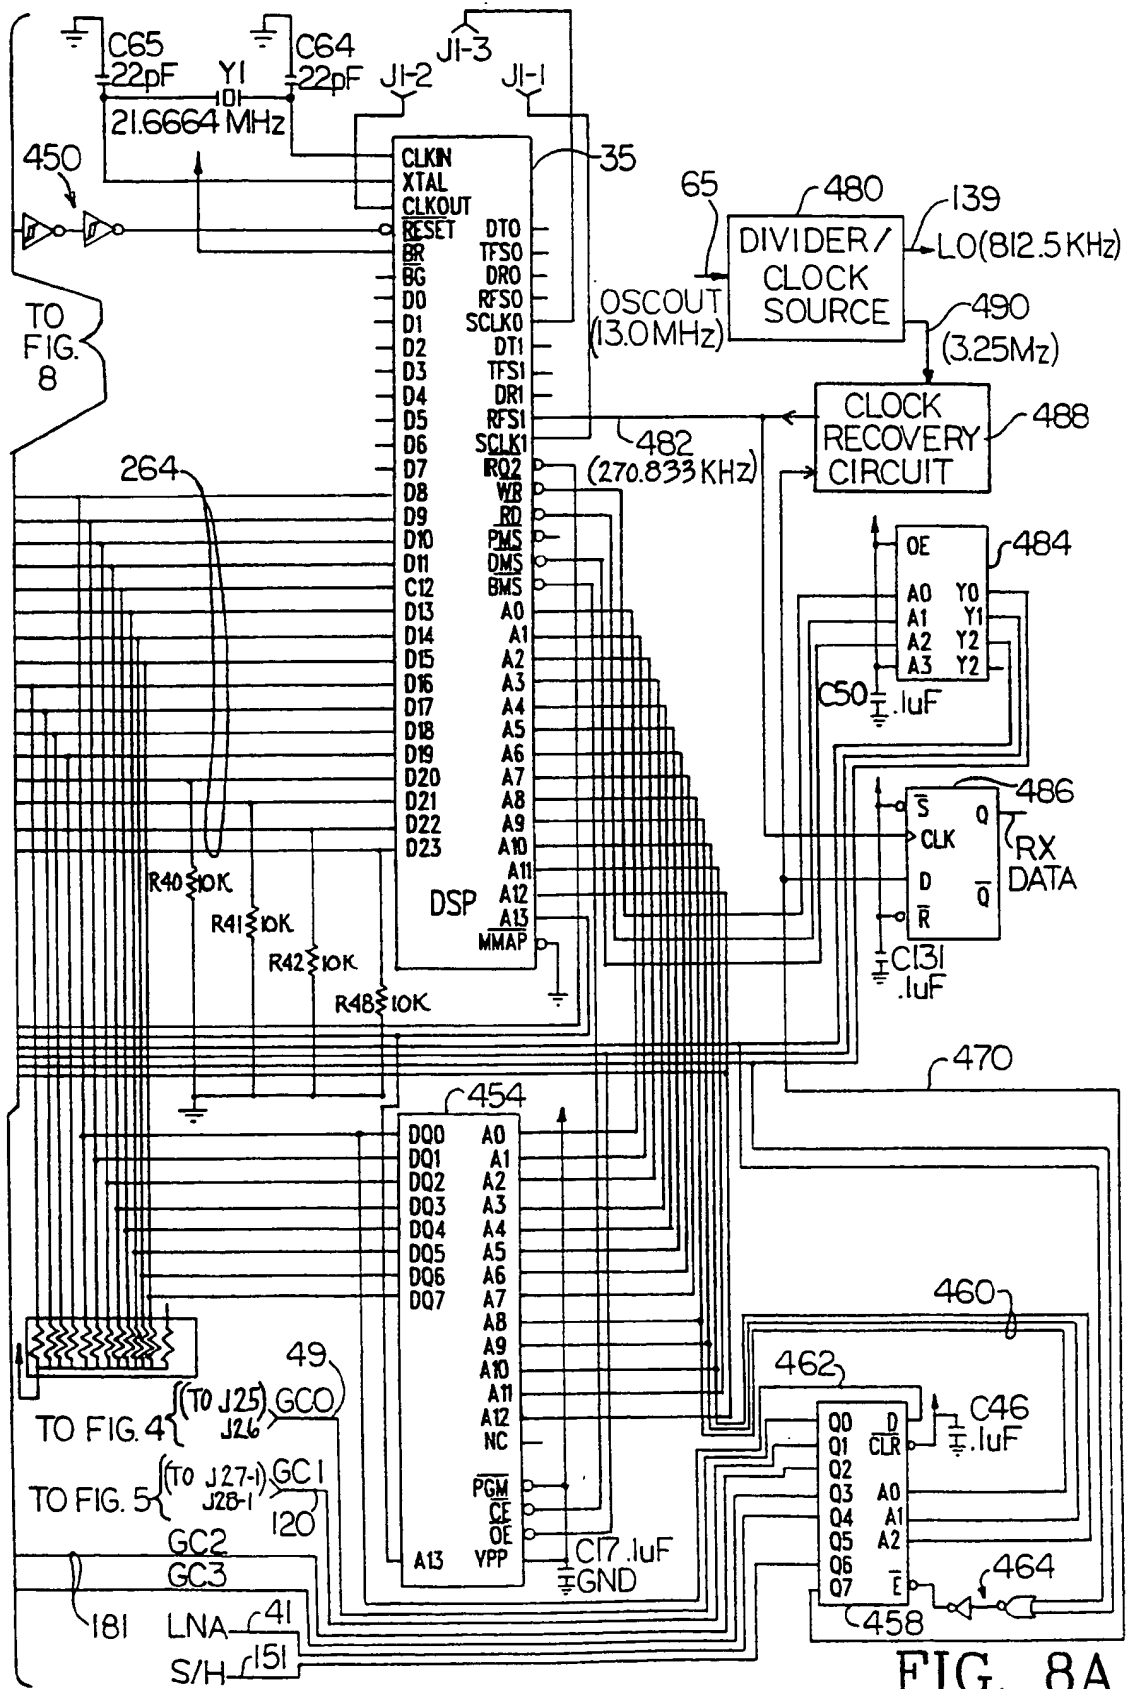 C65
22pF
Y1
C64
22pF
21.6664 MHz
J1-3
J1-2
J1-1
450
35
CLKIN
XTAL
CLKOUT
RESET
BR
BG
D0
D1
D2
D3
D4
D5
D6
D7
D8
D9
D10
D11
C12
D13
D14
D15
D16
D17
D18
D19
D20
D21
D22
D23
DT0
TFS0
DR0
RFS0
SCLK0
DT1
TFS1
DR1
RFS1
SCLK1
IRQ2
WR
RD
PMS
DMS
BMS
A0
A1
A2
A3
A4
A5
A6
A7
A8
A9
A10
A11
A12
A13
MMAP
DSP
TO
FIG.
8
264
65
480
139
DIVIDER/
CLOCK
SOURCE
LO(812.5KHz)
OSCOUT
(13.0MHz)
490
(3.25Mz)
CLOCK
RECOVERY
CIRCUIT
488
482
(270.833KHz)
484
OE
A0
A1
A2
A3
Y0
Y1
Y2
Y2
C50
.1uF
486
S
CLK
D
R
Q
Q
RX
DATA
C131
.1uF
R40 10K
R41 10K
R42 10K
R48 10K
470
454
DQ0
DQ1
DQ2
DQ3
DQ4
DQ5
DQ6
DQ7
A13
A0
A1
A2
A3
A4
A5
A6
A7
A8
A9
A10
A11
A12
NC
PGM
CE
OE
VPP
C17 .1uF
GND
460
462
49
TO FIG. 4
(TO J25)
J26
GC0
TO FIG. 5
(TO J27-1)
J28-1
GC1
120
GC2
GC3
181
LNA
41
S/H
151
Q0
Q1
Q2
Q3
Q4
Q5
Q6
Q7
D
CLR
A0
A1
A2
E
C46
.1uF
464
458
FIG. 8A